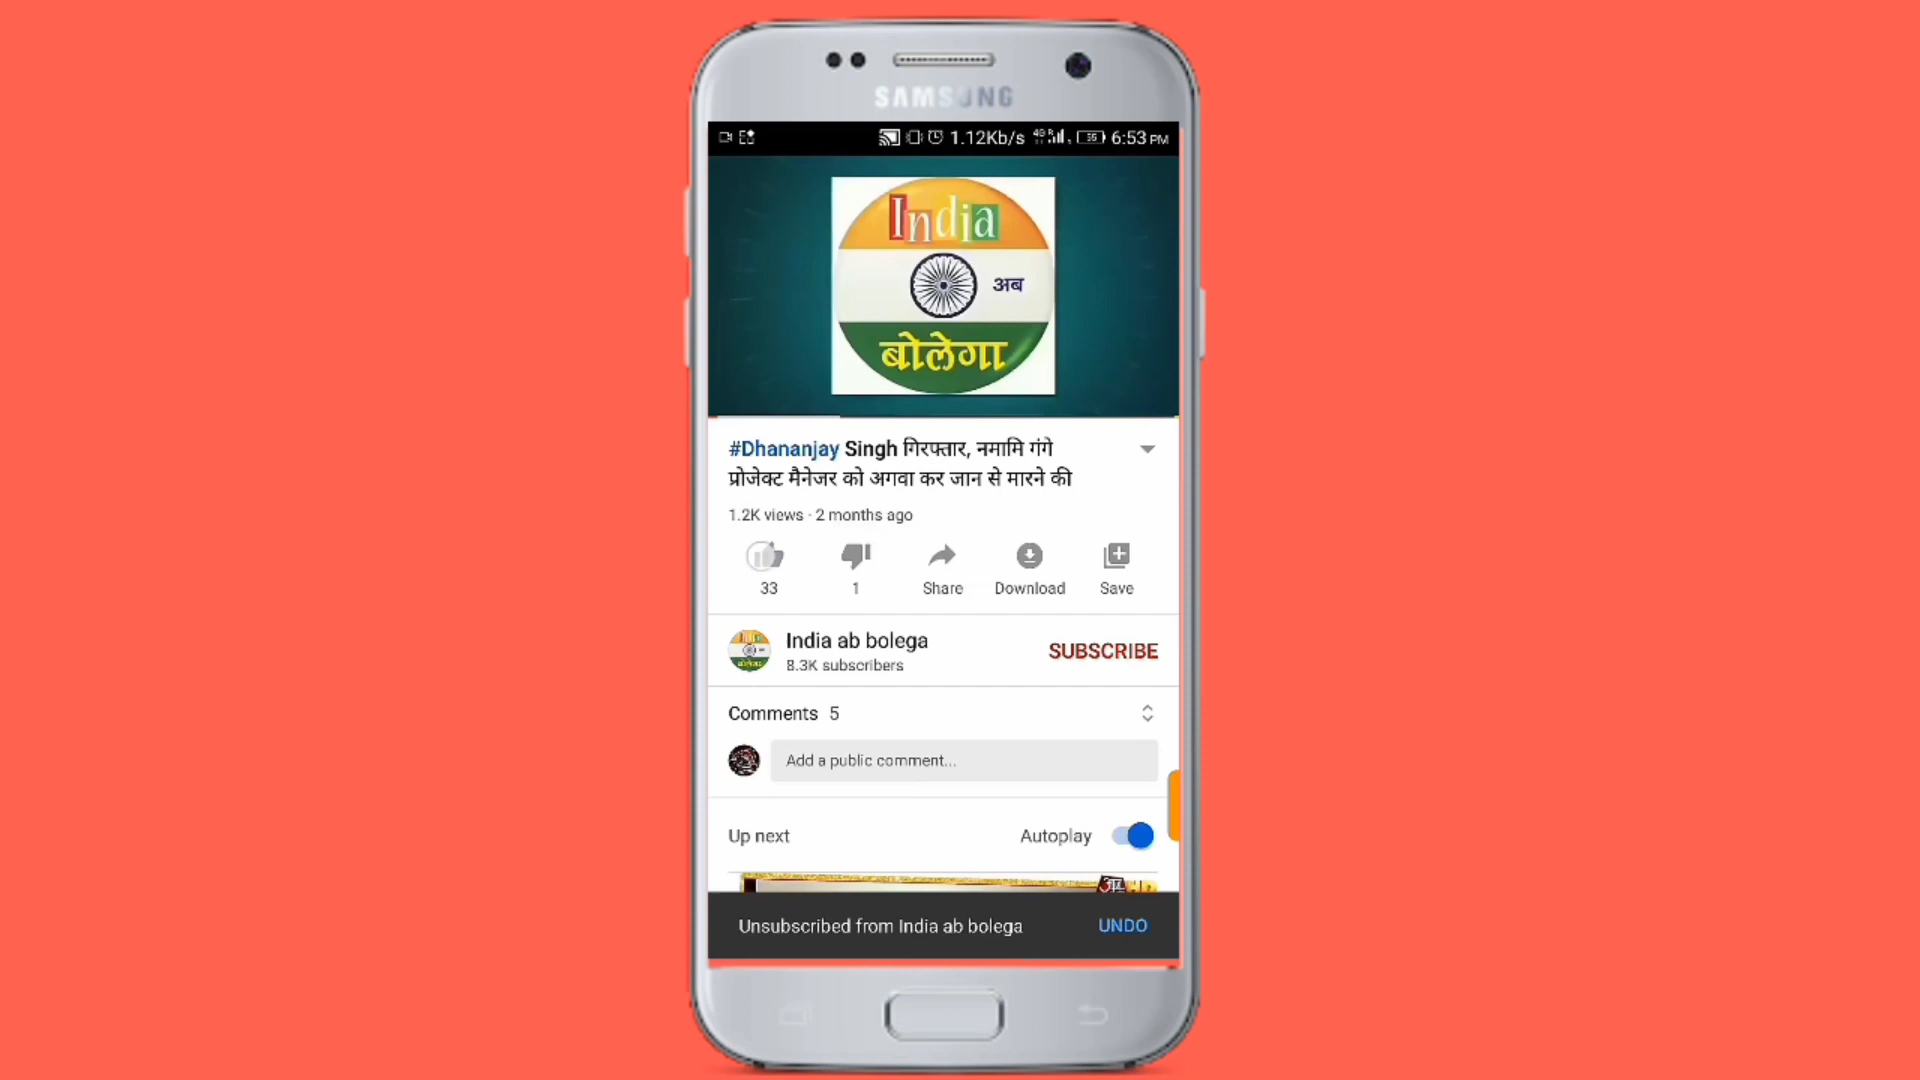 SAMSUNG
1.12Kb/s 4G R 55 6:53 PM
India
अब
बोलेगा
#Dhananjay Singh गिरफ्तार, नमामि गंगे
प्रोजेक्ट मैनेजर को अगवा कर जान से मारने की
1.2K views · 2 months ago
33 1 Share Download Save
India ab bolega SUBSCRIBE
8.3K subscribers
Comments 5
Add a public comment...
Up next Autoplay
Unsubscribed from India ab bolega UNDO